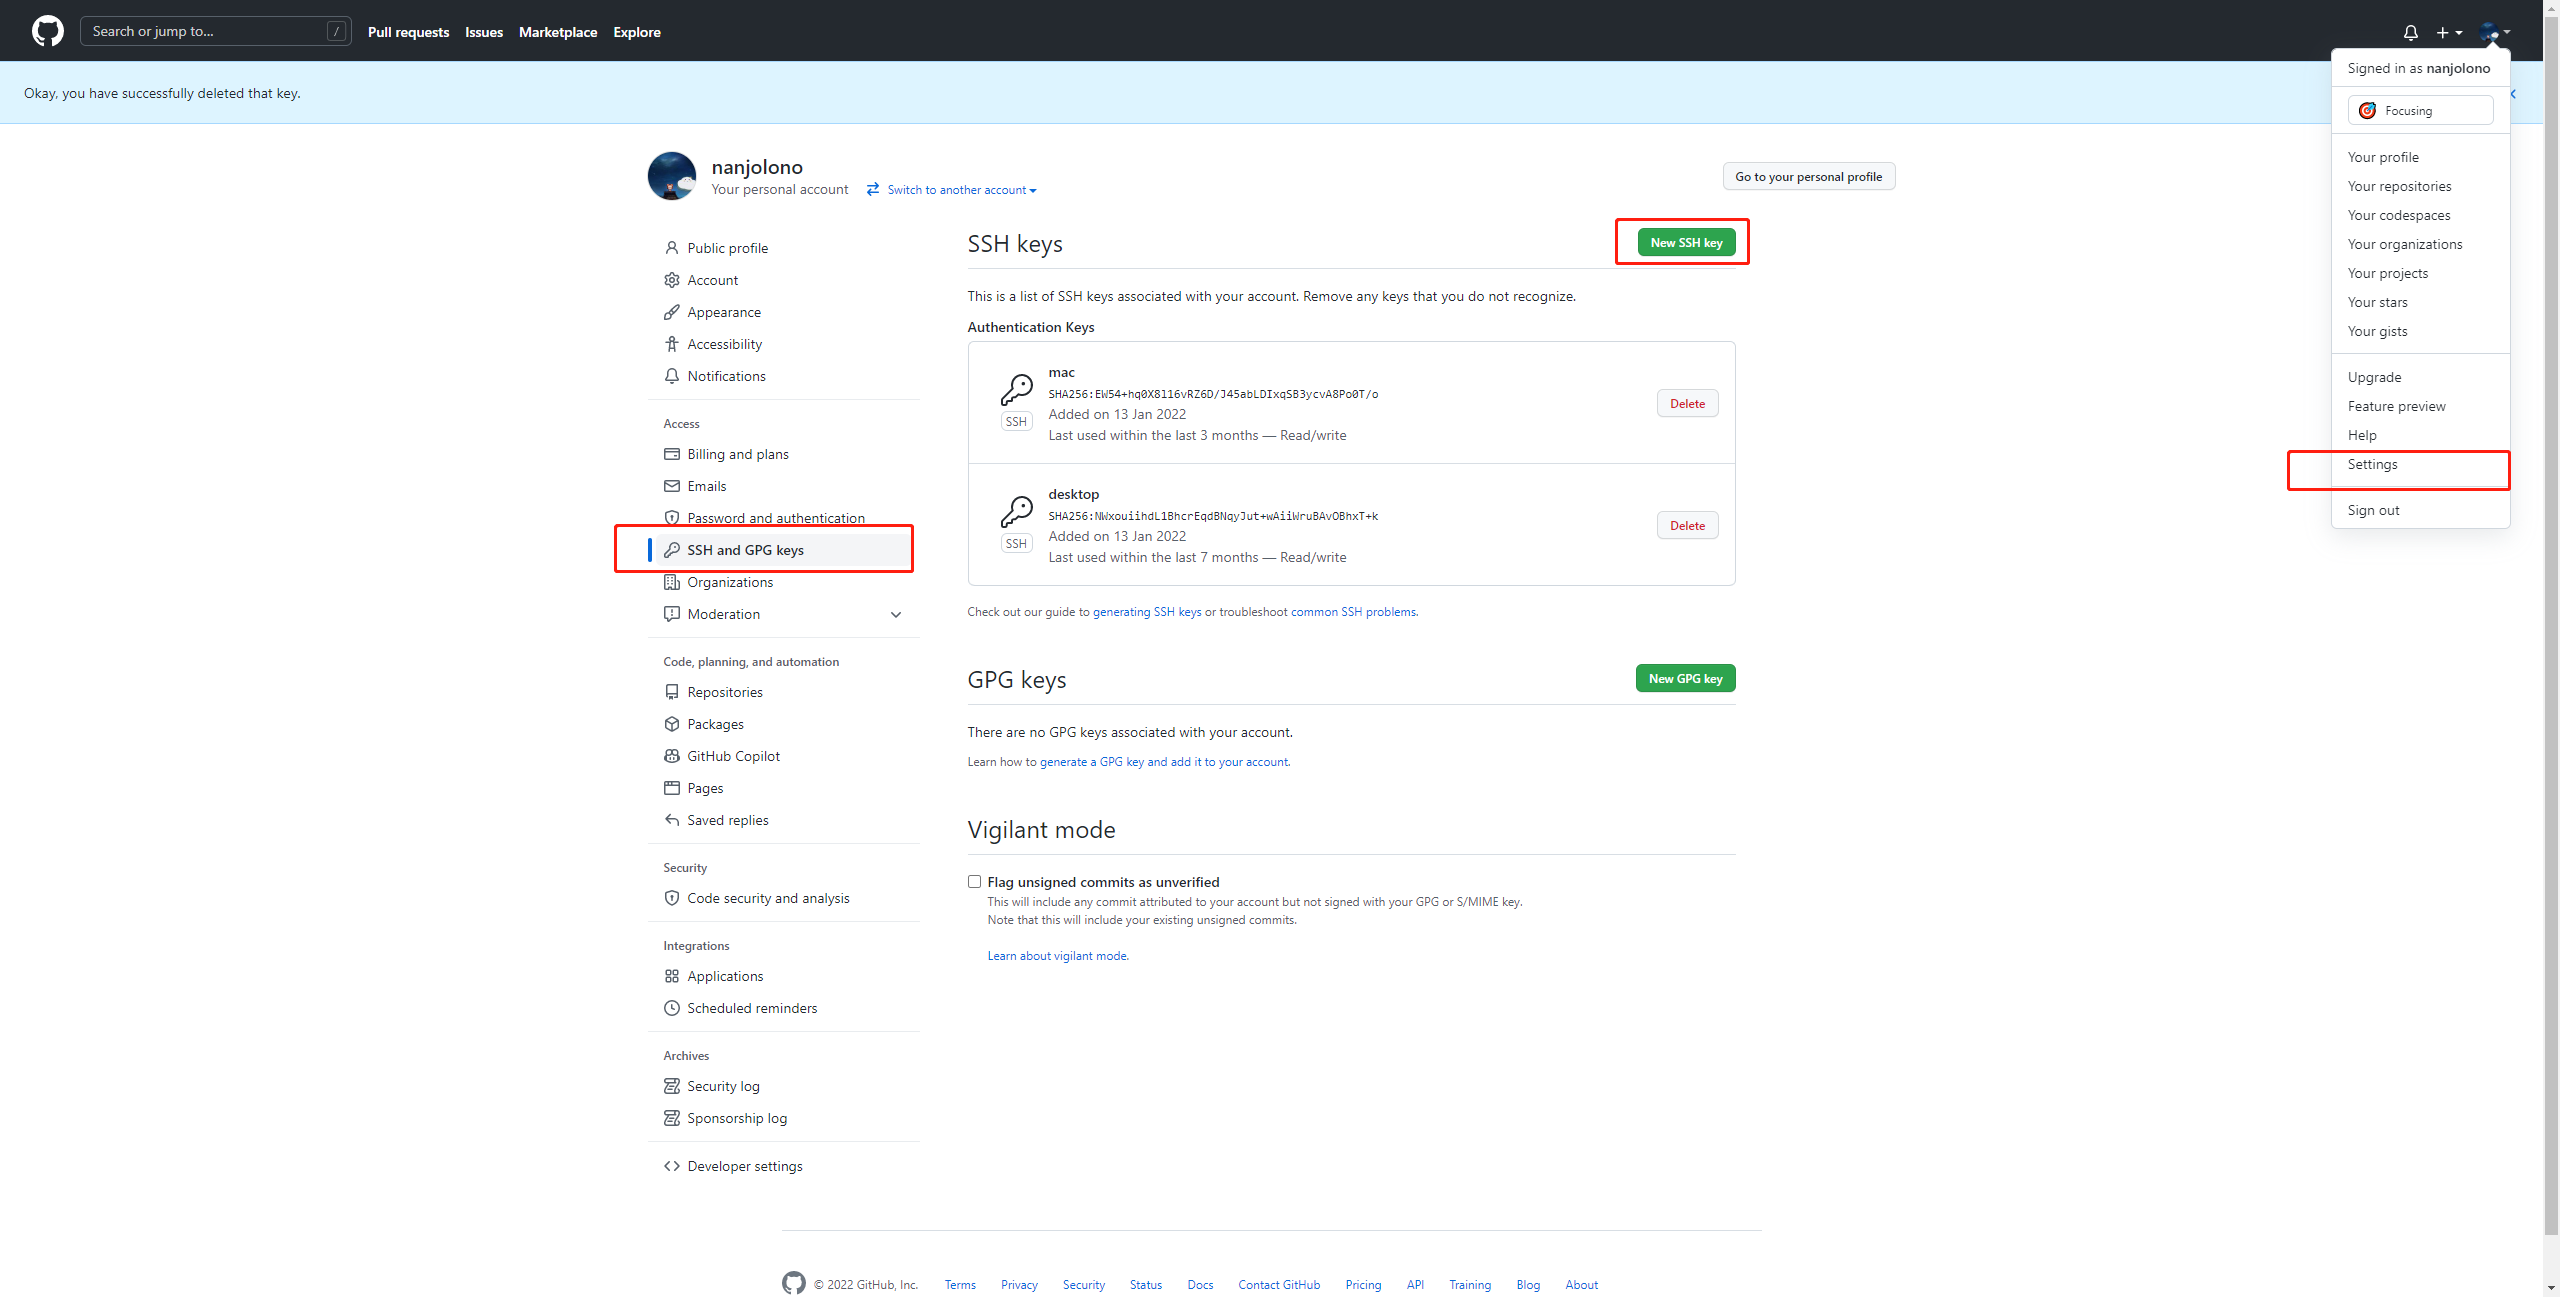 Search or jump to... /
Pull requests
Issues
Marketplace
Explore
Okay, you have successfully deleted that key.
Signed in as nanjolono
Focusing
Your profile
Your repositories
Your codespaces
Your organizations
Your projects
Your stars
Your gists
Upgrade
Feature preview
Help
Settings
Sign out
nanjolono
Your personal account
Switch to another account
Go to your personal profile
Public profile
Account
Appearance
Accessibility
Notifications
Access
Billing and plans
Emails
Password and authentication
SSH and GPG keys
Organizations
Moderation
Code, planning, and automation
Repositories
Packages
GitHub Copilot
Pages
Saved replies
Security
Code security and analysis
Integrations
Applications
Scheduled reminders
Archives
Security log
Sponsorship log
Developer settings
SSH keys
New SSH key
This is a list of SSH keys associated with your account. Remove any keys that you do not recognize.
Authentication Keys
mac
SHA256:EW54+hq0X8l16vRZ6D/J45abLDIxqSB3ycvA8Po0T/o
Added on 13 Jan 2022
Last used within the last 3 months — Read/write
SSH
Delete
desktop
SHA256:NWxouiihdL1BhcrEqdBNqyJut+wAiiWruBAvOBhxT+k
Added on 13 Jan 2022
Last used within the last 7 months — Read/write
SSH
Delete
Check out our guide to generating SSH keys or troubleshoot common SSH problems.
GPG keys
New GPG key
There are no GPG keys associated with your account.
Learn how to generate a GPG key and add it to your account.
Vigilant mode
Flag unsigned commits as unverified
This will include any commit attributed to your account but not signed with your GPG or S/MIME key.
Note that this will include your existing unsigned commits.
Learn about vigilant mode.
© 2022 GitHub, Inc.
Terms
Privacy
Security
Status
Docs
Contact GitHub
Pricing
API
Training
Blog
About